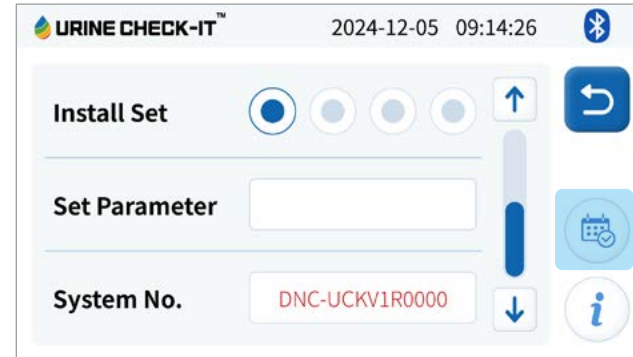 URINE CHECK-IT™ 2024-12-05 09:14:26
Install Set
Set Parameter
System No. DNC-UCKV1R0000
i